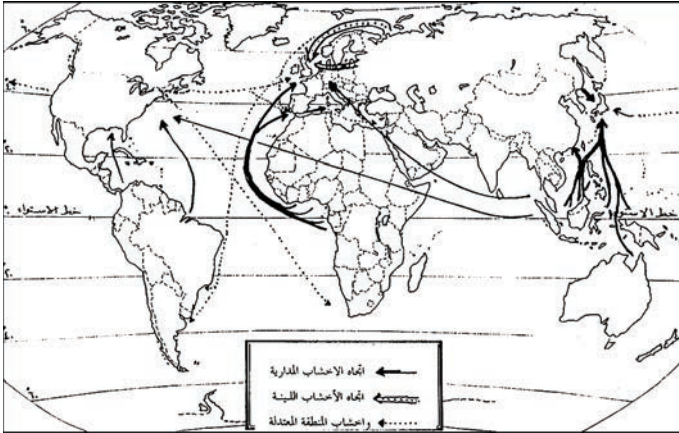 خط الاستواء
خط الاستواء
اتجاه الاخشاب المدارية
اتجاه الأخشاب اللينة
واخشاب المنطقة المعتدلة